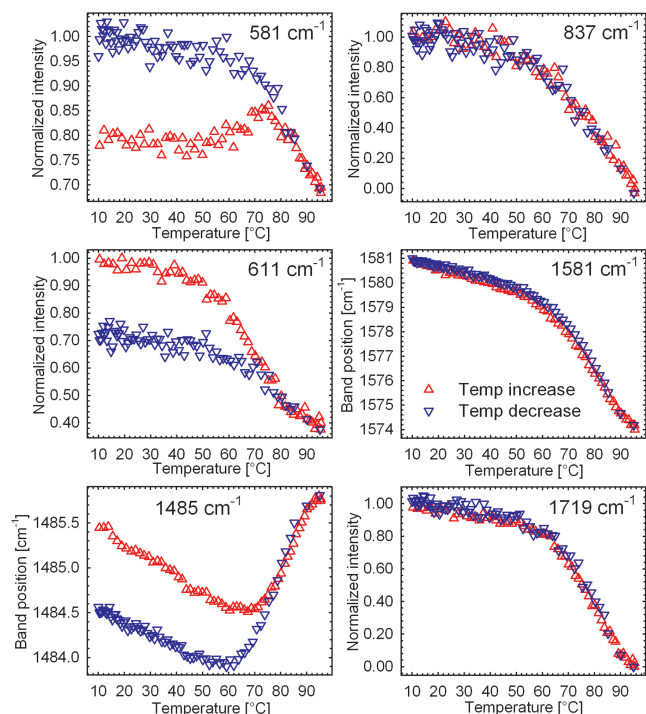 581 cm-1
Normalized intensity
1.00
0.95
0.90
0.85
0.80
0.75
0.70
10 20 30 40 50 60 70 80 90
Temperature [°C]
837 cm-1
Normalized intensity
1.00
0.80
0.60
0.40
0.20
0.00
10 20 30 40 50 60 70 80 90
Temperature [°C]
611 cm-1
Normalized intensity
1.00
0.90
0.80
0.70
0.60
0.50
0.40
10 20 30 40 50 60 70 80 90
Temperature [°C]
1581 cm-1
Band position [cm-1]
1581
1580
1579
1578
1577
1576
1575
1574
Temp increase
Temp decrease
10 20 30 40 50 60 70 80 90
Temperature [°C]
1485 cm-1
Band position [cm-1]
1485.5
1485.0
1484.5
1484.0
10 20 30 40 50 60 70 80 90
Temperature [°C]
1719 cm-1
Normalized intensity
1.00
0.80
0.60
0.40
0.20
0.00
10 20 30 40 50 60 70 80 90
Temperature [°C]